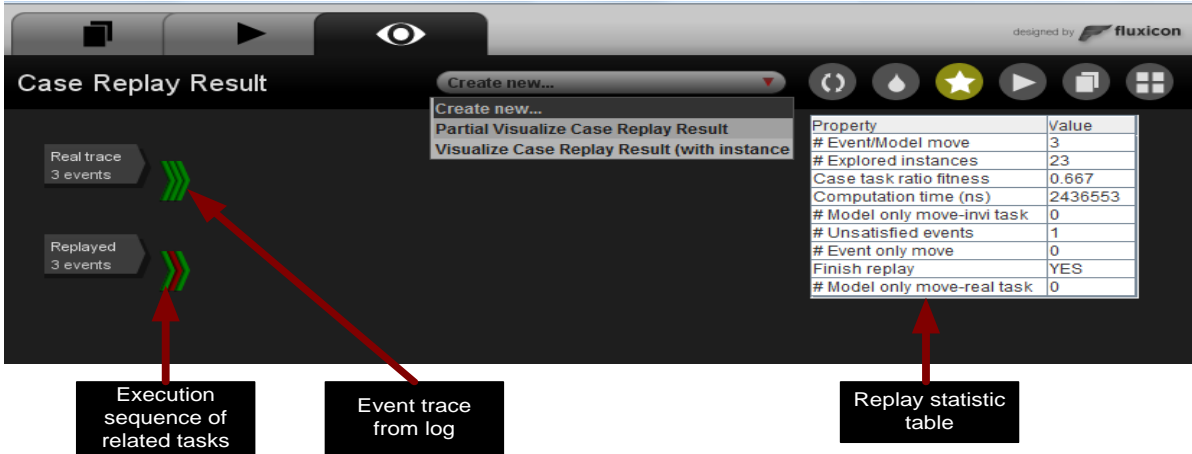 designed by fluxicon
Case Replay Result
Create new...
Create new...
Partial Visualize Case Replay Result
Visualize Case Replay Result (with instance
Real trace
3 events
Replayed
3 events
Property Value
# Event/Model move 3
# Explored instances 23
Case task ratio fitness 0.667
Computation time (ns) 2436553
# Model only move-invi task 0
# Unsatisfied events 1
# Event only move 0
Finish replay YES
# Model only move-real task 0
Execution
sequence of
related tasks
Event trace
from log
Replay statistic
table